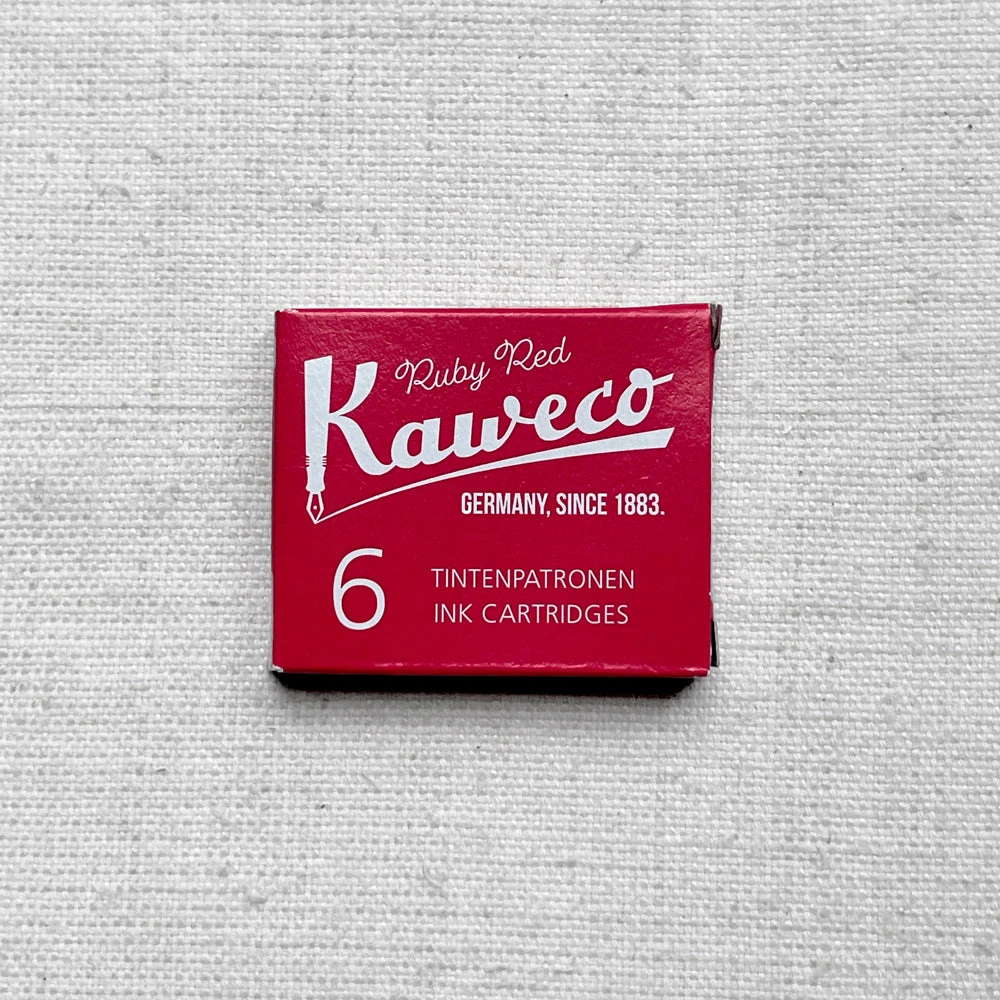 Ruby Red
Kaweco
GERMANY, SINCE 1883.
6
TINTENPATRONEN
INK CARTRIDGES